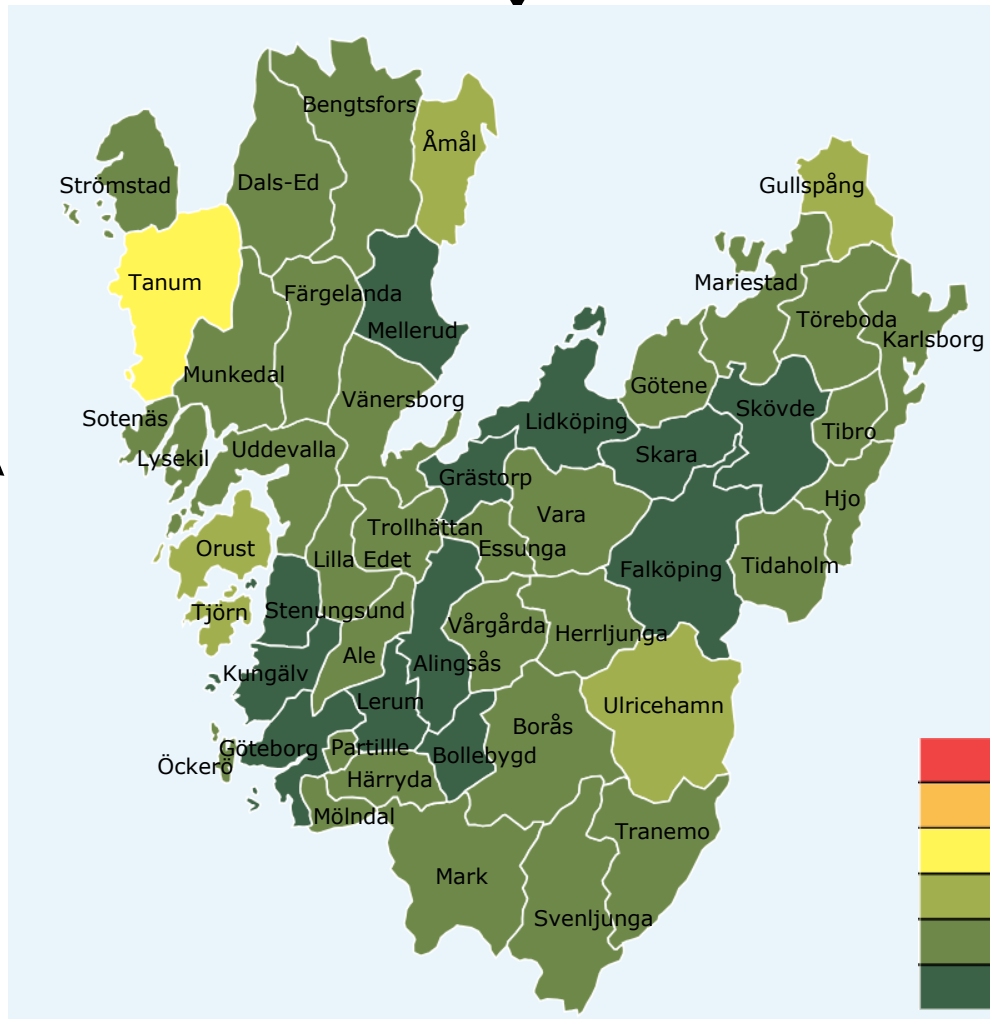 Bengtsfors
Åmål
Strömstad
Dals-Ed
Gullspång
Tanum
Färgelanda
Mariestad
Mellerud
Töreboda
Karlsborg
Munkedal
Vänersborg
Götene
Sotenäs
Lidköping
Skövde
Lysekil
Uddevalla
Skara
Tibro
Grästorp
Hjo
Trollhättan
Vara
Orust
Lilla Edet
Essunga
Falköping
Tidaholm
Tjörn
Stenungsund
Vårgårda
Herrljunga
Kungälv
Ale
Alingsås
Lerum
Ulricehamn
Göteborg
Partillle
Borås
Bollebygd
Öckerö
Härryda
Mölndal
Tranemo
Mark
Svenljunga